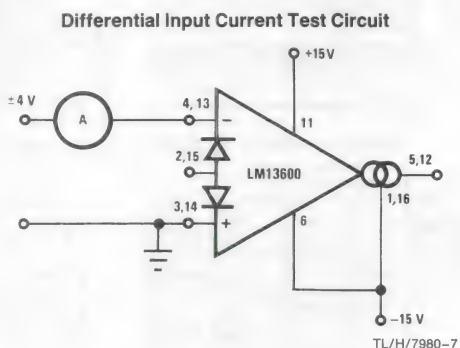 Differential Input Current Test Circuit
+15V
±4 V
A
4, 13
−
11
2,15
LM13600
5,12
3,14
+
6
1,16
−15 V
TL/H/7980–7